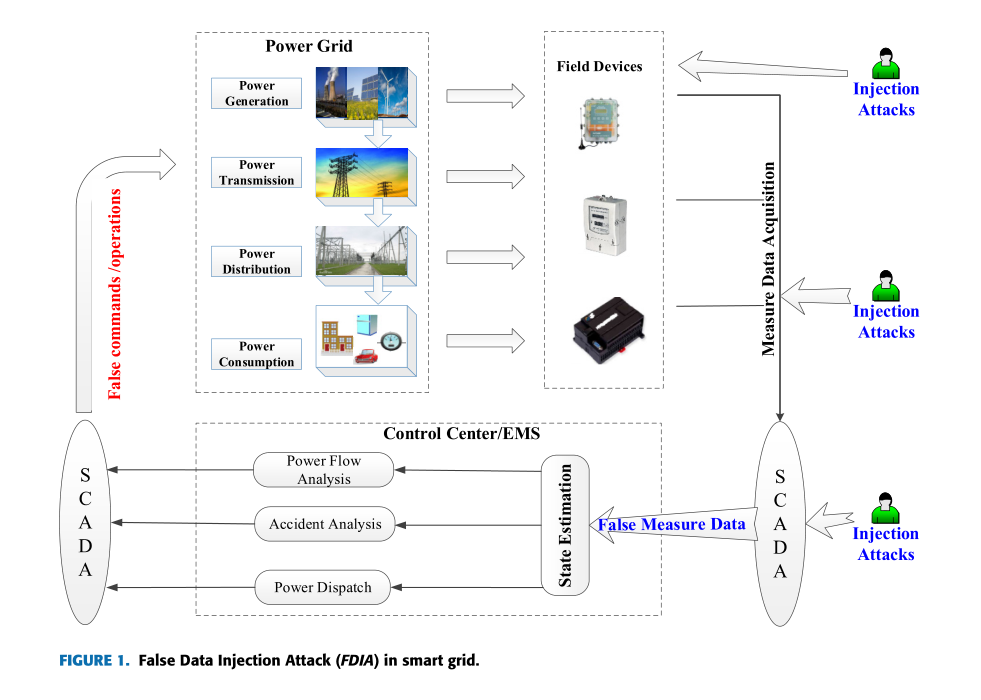 Power Grid
Power
Generation
Power
Transmission
Power
Distribution
Power
Consumption
Field Devices
Injection
Attacks
Measure Data Acquisition
Injection
Attacks
False commands /operations
Control Center/EMS
Power Flow
Analysis
Accident Analysis
Power Dispatch
State Estimation
False Measure Data
SCADA
SCADA
Injection
Attacks
FIGURE 1. False Data Injection Attack (FDIA) in smart grid.